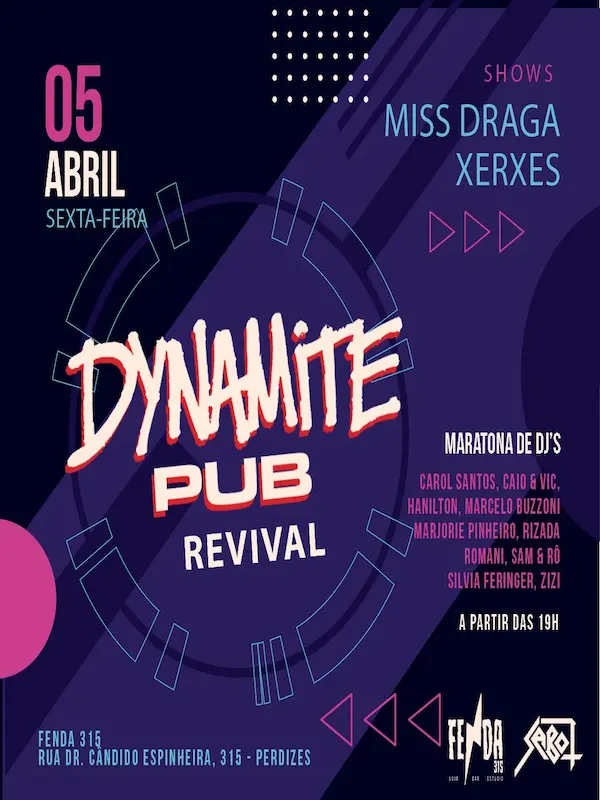 05
ABRIL
SEXTA-FEIRA
SHOWS
MISS DRAGA
XERXES
DYNAMiTE
PUB
REVIVAL
MARATONA DE DJ'S
CAROL SANTOS, CAIO & VIC,
HANILTON, MARCELO BUZZONI
MARJORIE PINHEIRO, RIZADA
ROMANI, SAM & RÔ
SILVIA FERINGER, ZIZI
A PARTIR DAS 19H
FENDA 315
RUA DR. CÂNDIDO ESPINHEIRA, 315 - PERDIZES
FENDA
315
BAR
ESTUDIO